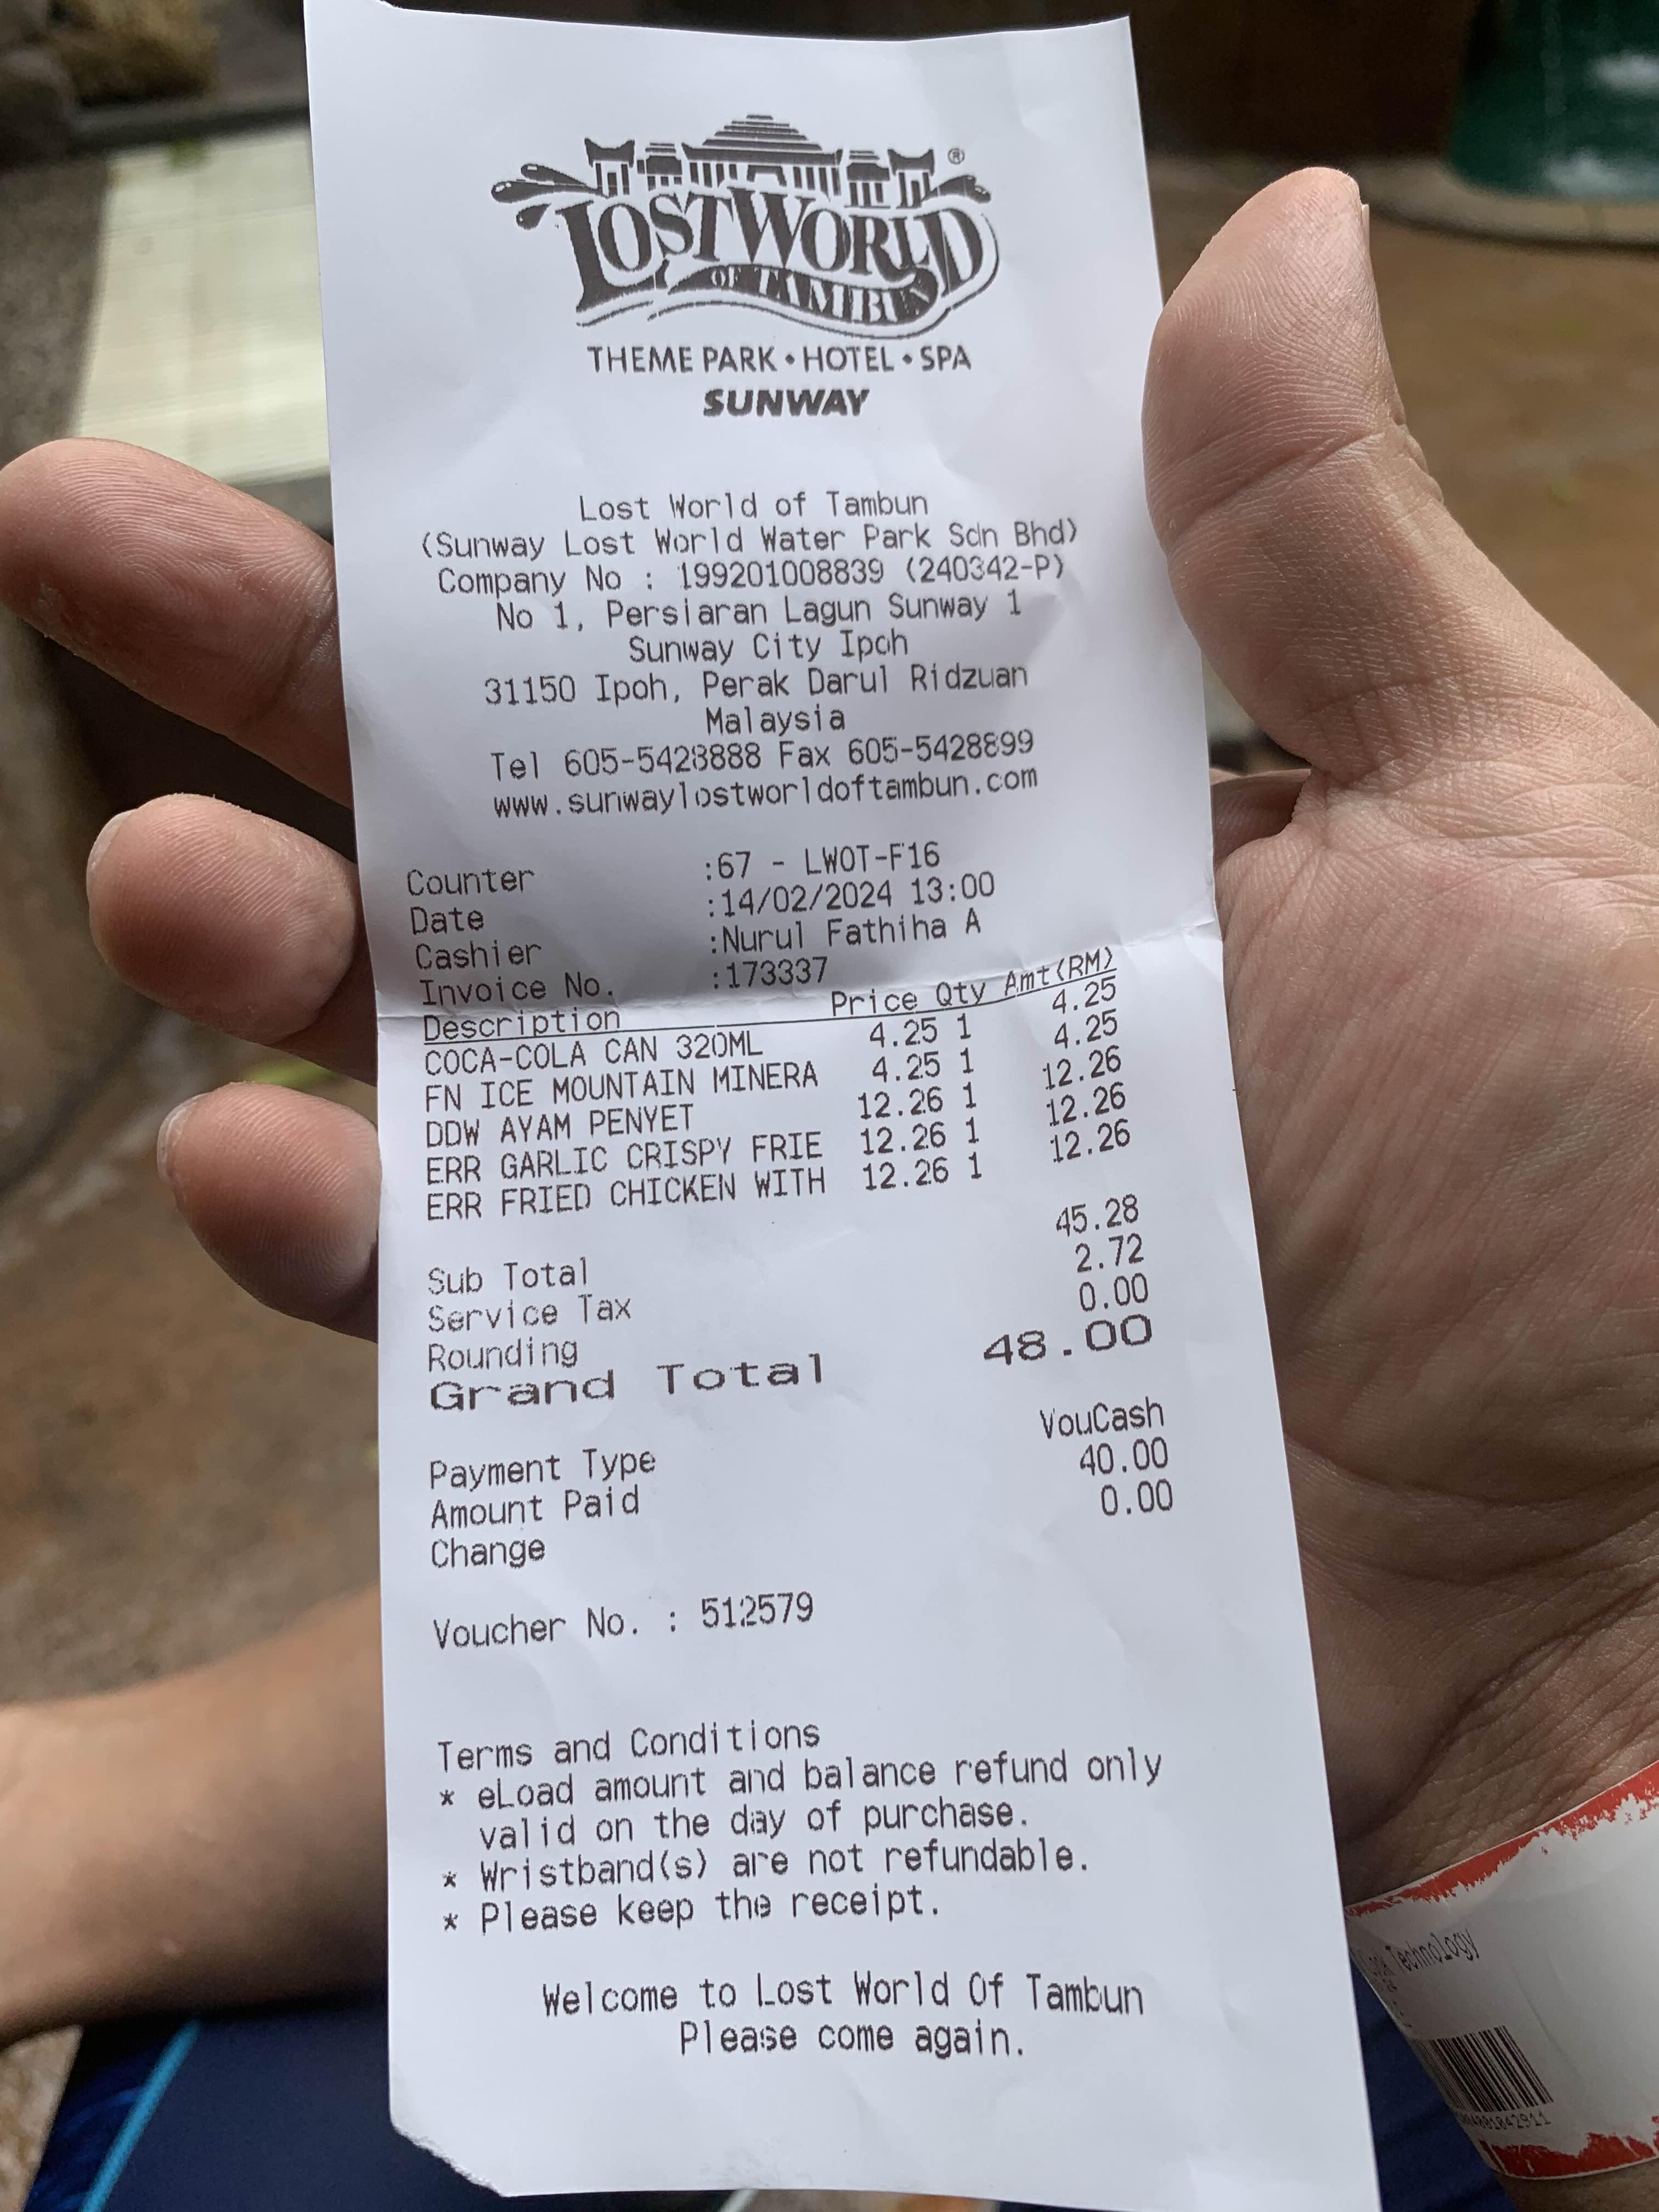 LOST WORLD
OF TAMBUN
®
THEME PARK • HOTEL • SPA
SUNWAY
Lost World of Tambun
(Sunway Lost World Water Park Sdn Bhd)
Company No : 199201008839 (240342-P)
No 1, Persiaran Lagun Sunway 1
Sunway City Ipoh
31150 Ipoh, Perak Darul Ridzuan
Malaysia
Tel 605-5428888 Fax 605-5428899
www.sunwaylostworldoftambun.com
Counter :67 - LWOT-F16
Date :14/02/2024 13:00
Cashier :Nurul Fathiha A
Invoice No. :173337
Description Price Qty Amt(RM)
COCA-COLA CAN 320ML 4.25 1 4.25
FN ICE MOUNTAIN MINERA 4.25 1 4.25
DDW AYAM PENYET 12.26 1 12.26
ERR GARLIC CRISPY FRIE 12.26 1 12.26
ERR FRIED CHICKEN WITH 12.26 1 12.26
Sub Total 45.28
Service Tax 2.72
Rounding 0.00
Grand Total 48.00
Payment Type VouCash
Amount Paid 40.00
Change 0.00
Voucher No. : 512579
Terms and Conditions
* eLoad amount and balance refund only
valid on the day of purchase.
* Wristband(s) are not refundable.
* Please keep the receipt.
Welcome to Lost World Of Tambun
Please come again.
Technology